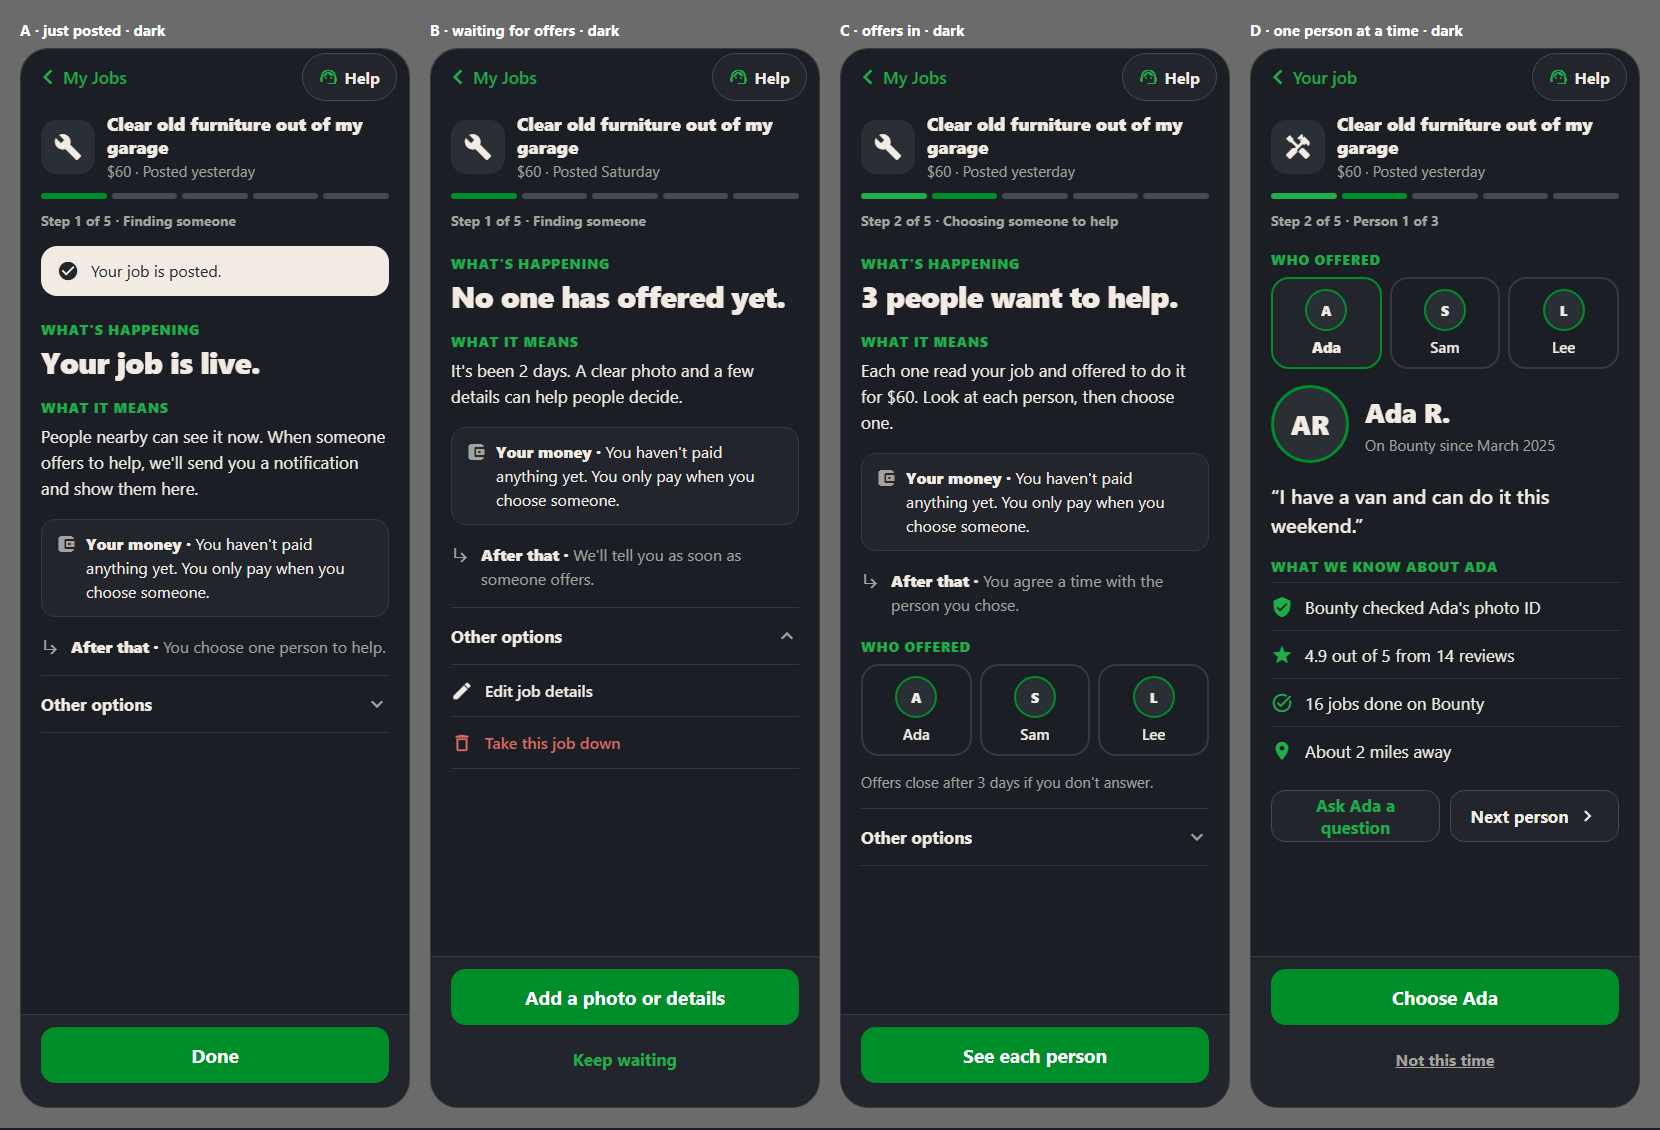 A · just posted · dark
My Jobs
Help
Clear old furniture out of my
garage
$60 · Posted yesterday
Step 1 of 5 · Finding someone
Your job is posted.
WHAT'S HAPPENING
Your job is live.
WHAT IT MEANS
People nearby can see it now. When someone
offers to help, we'll send you a notification
and show them here.
Your money • You haven't paid
anything yet. You only pay when you
choose someone.
After that • You choose one person to help.
Other options
Done
B · waiting for offers · dark
My Jobs
Help
Clear old furniture out of my
garage
$60 · Posted Saturday
Step 1 of 5 · Finding someone
WHAT'S HAPPENING
No one has offered yet.
WHAT IT MEANS
It's been 2 days. A clear photo and a few
details can help people decide.
Your money • You haven't paid
anything yet. You only pay when you
choose someone.
After that • We'll tell you as soon as
someone offers.
Other options
Edit job details
Take this job down
Add a photo or details
Keep waiting
C · offers in · dark
My Jobs
Help
Clear old furniture out of my
garage
$60 · Posted yesterday
Step 2 of 5 · Choosing someone to help
WHAT'S HAPPENING
3 people want to help.
WHAT IT MEANS
Each one read your job and offered to do it
for $60. Look at each person, then choose
one.
Your money • You haven't paid
anything yet. You only pay when you
choose someone.
After that • You agree a time with the
person you chose.
WHO OFFERED
A
S
L
Ada
Sam
Lee
Offers close after 3 days if you don't answer.
Other options
See each person
D · one person at a time · dark
Your job
Help
Clear old furniture out of my
garage
$60 · Posted yesterday
Step 2 of 5 · Person 1 of 3
WHO OFFERED
A
S
L
Ada
Sam
Lee
AR
Ada R.
On Bounty since March 2025
“I have a van and can do it this
weekend.”
WHAT WE KNOW ABOUT ADA
Bounty checked Ada's photo ID
4.9 out of 5 from 14 reviews
16 jobs done on Bounty
About 2 miles away
Ask Ada a
question
Next person
Choose Ada
Not this time